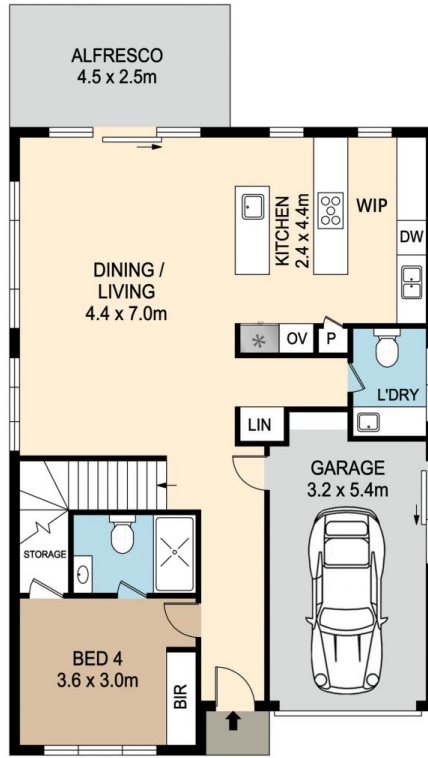 ALFRESCO
4.5 x 2.5m
KITCHEN
2.4 x 4.4m
WIP
DW
DINING /
LIVING
4.4 x 7.0m
OV
P
L'DRY
LIN
GARAGE
3.2 x 5.4m
STORAGE
BED 4
3.6 x 3.0m
BIR